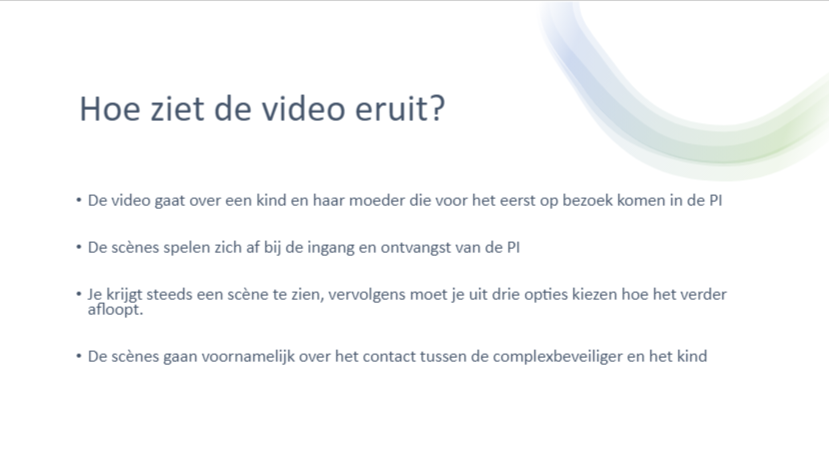 Hoe ziet de video eruit?
• De video gaat over een kind en haar moeder die voor het eerst op bezoek komen in de PI
• De scènes spelen zich af bij de ingang en ontvangst van de PI
• Je krijgt steeds een scène te zien, vervolgens moet je uit drie opties kiezen hoe het verder
afloopt.
• De scènes gaan voornamelijk over het contact tussen de complexbeveiliger en het kind